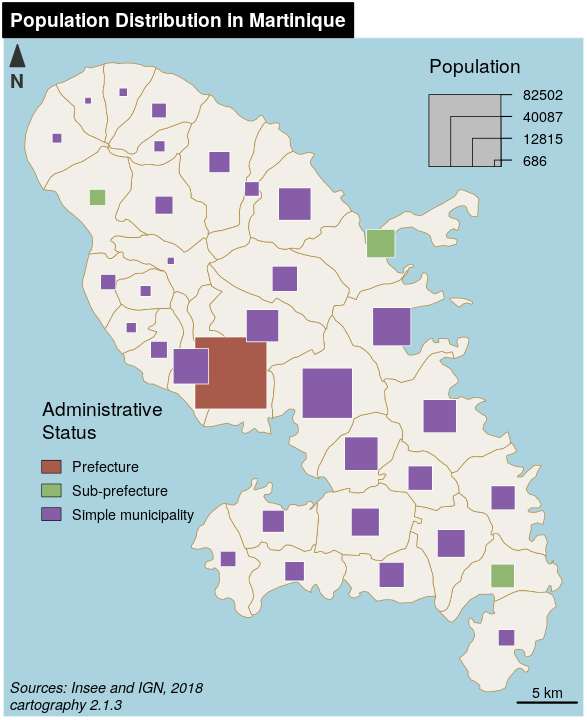 Population Distribution in Martinique
N
Population
82502
40087
12815
686
Administrative
Status
Prefecture
Sub-prefecture
Simple municipality
Sources: Insee and IGN, 2018
cartography 2.1.3
5 km